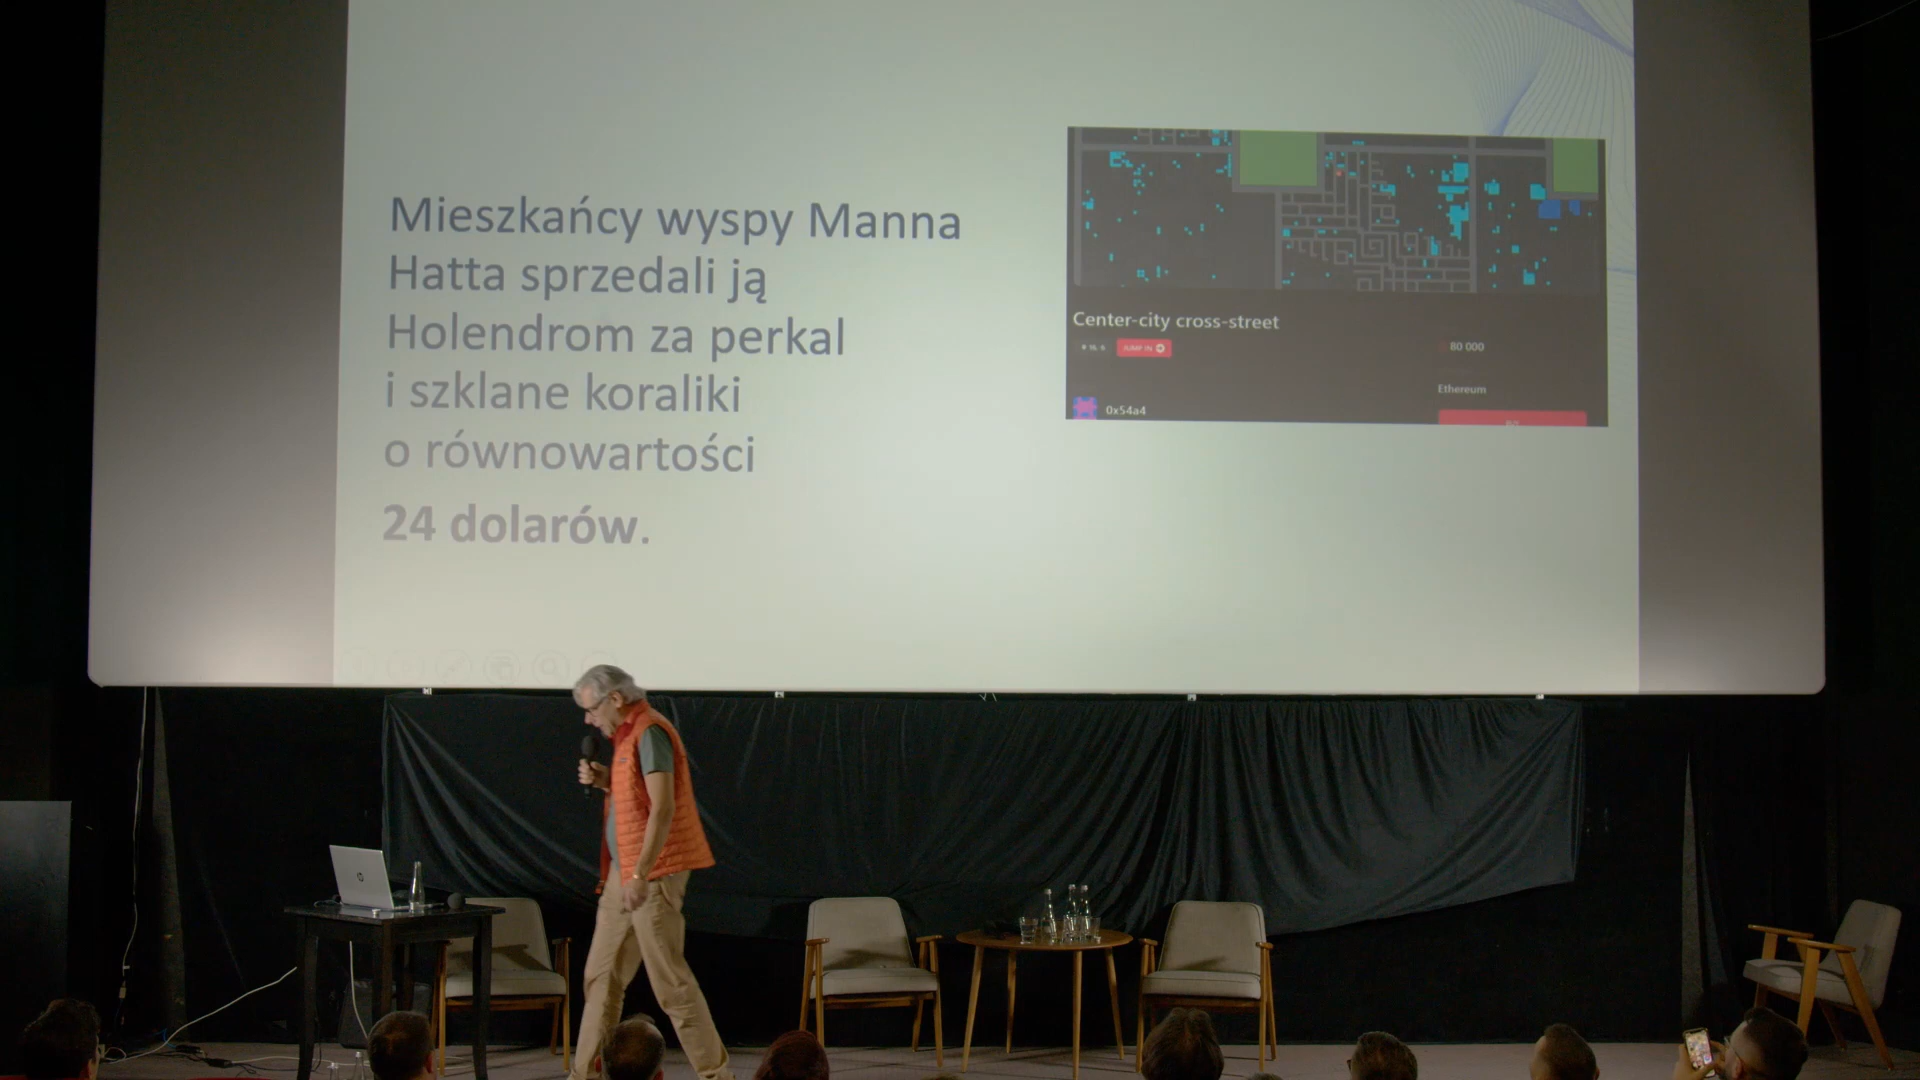 Mieszkańcy wyspy Manna
Hatta sprzedali ją
Holendrom za perkal
i szklane koraliki
o równowartości
24 dolarów.
Center-city cross-street
JUMP IN
80 000
Ethereum
0x54a4
hp